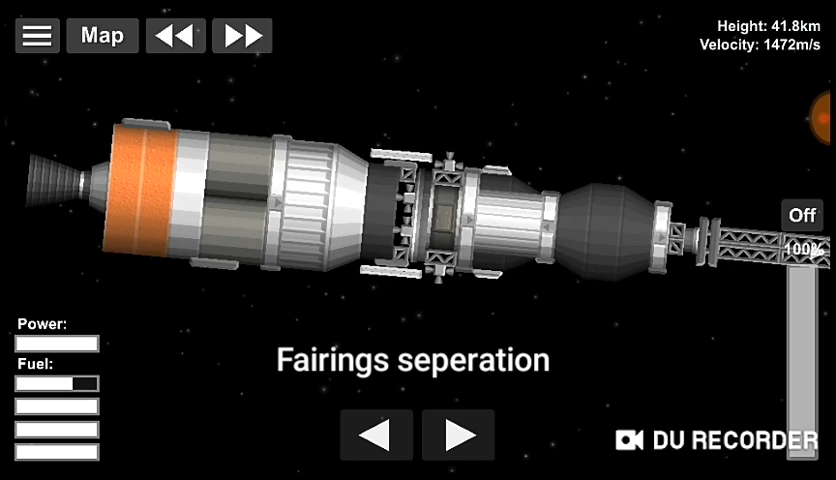 Map
Height: 41.8km
Velocity: 1472m/s
Off
100%
Power:
Fuel:
Fairings seperation
DU RECORDER